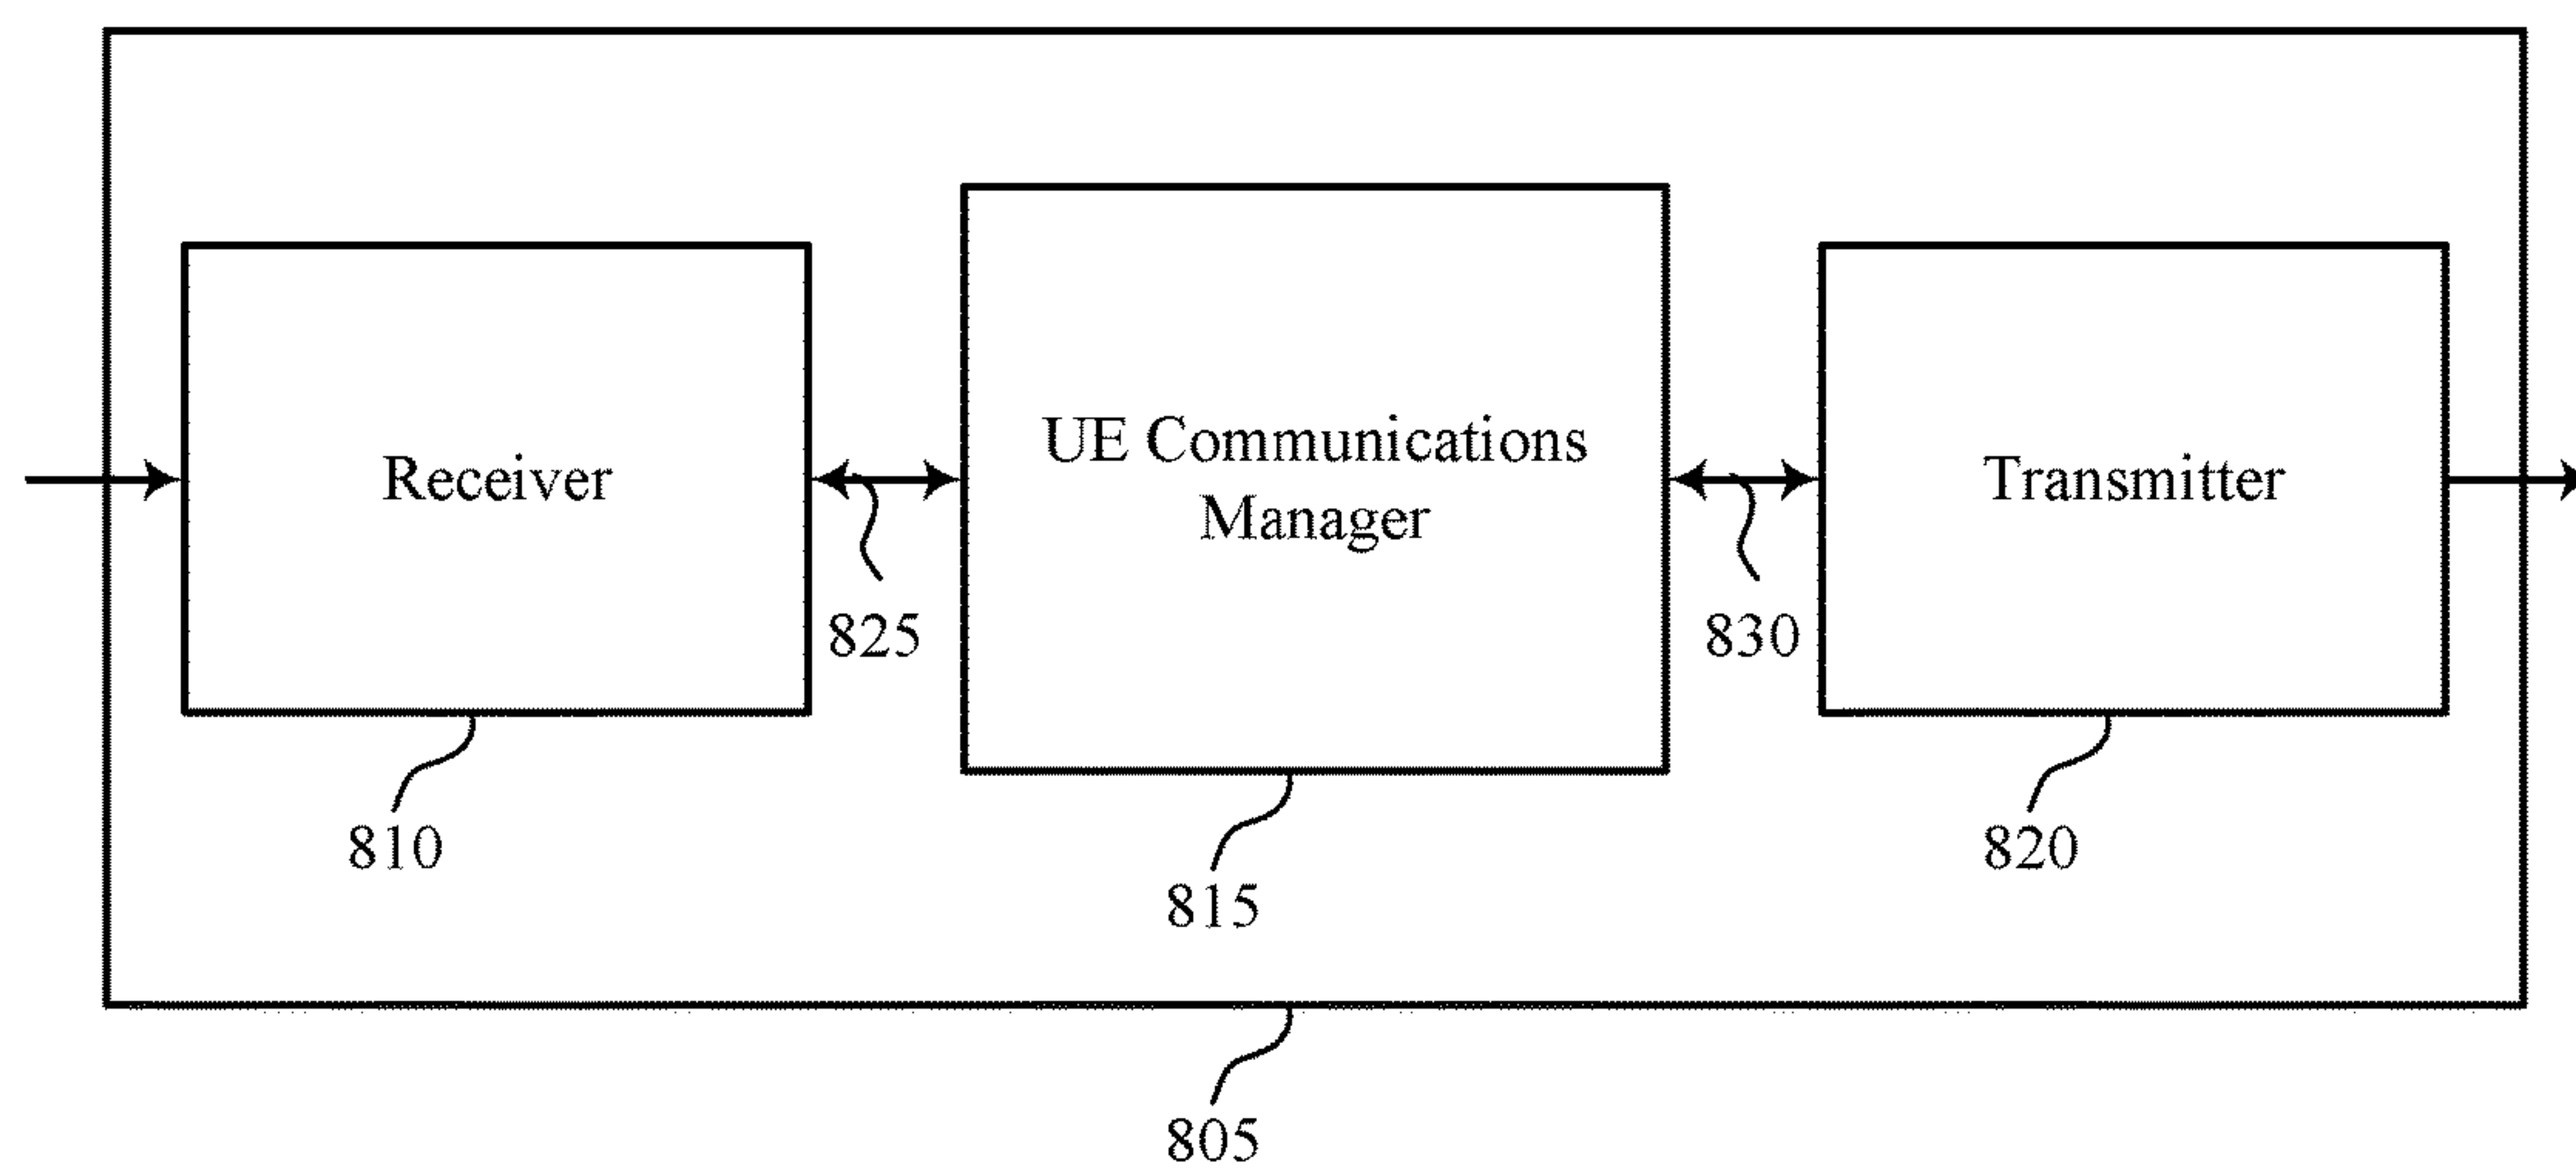 Receiver
UE Communications
Manager
Transmitter
825
830
810
815
820
805